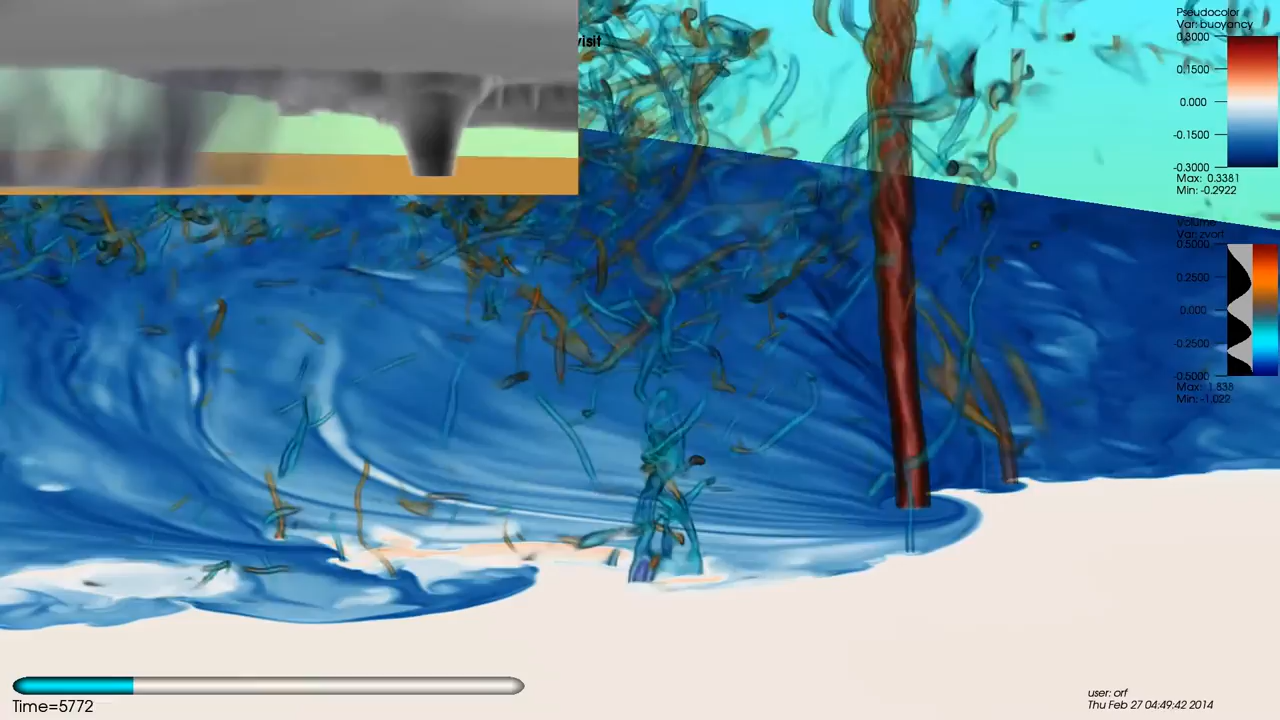 visit
Pseudocolor
Var: buoyancy
0.3000
0.1500
0.000
-0.1500
-0.3000
Max: 0.3381
Min: -0.2922
Volume
Var: zvort
0.5000
0.2500
0.000
-0.2500
-0.5000
Max: 1.838
Min: -1.022
Time=5772
user: orf
Thu Feb 27 04:49:42 2014